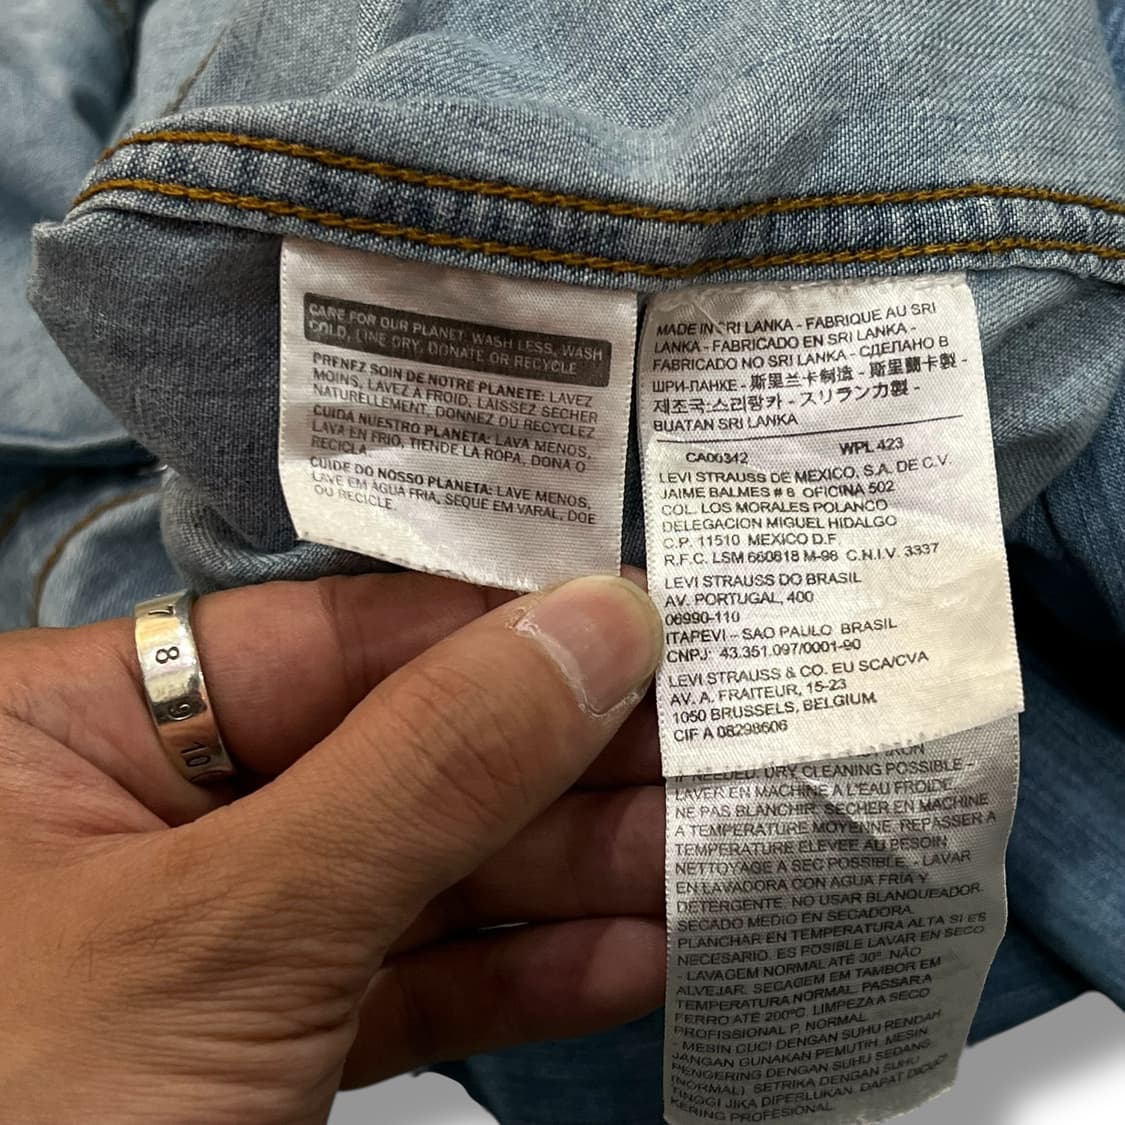 CARE FOR OUR PLANET: WASH LESS, WASH
COLD, LINE DRY, DONATE OR RECYCLE
PRENEZ SOIN DE NOTRE PLANETE: LAVEZ
MOINS, LAVEZ À FROID, LAISSEZ SÉCHER
NATURELLEMENT, DONNEZ OU RECYCLEZ
CUIDA NUESTRO PLANETA: LAVA MENOS,
LAVA EN FRIO, TIENDE LA ROPA, DONA O
RECICLA.
CUIDE DO NOSSO PLANETA: LAVE MENOS,
LAVE EM ÁGUA FRIA, SEQUE EM VARAL, DOE
OU RECICLE.
MADE IN SRI LANKA - FABRIQUE AU SRI
LANKA - FABRICADO EN SRI LANKA -
FABRICADO NO SRI LANKA - СДЕЛАНО В
ШРИ-ЛАНКЕ - 斯里兰卡制造 - 斯里蘭卡製 -
제조국:스리랑카 - スリランカ製 -
BUATAN SRI LANKA
CA00342 WPL 423
LEVI STRAUSS DE MEXICO, S.A. DE C.V.
JAIME BALMES # 8 OFICINA 502
COL. LOS MORALES POLANCO
DELEGACION MIGUEL HIDALGO
C.P. 11510 MEXICO D.F
R.F.C. LSM 660818 M-98 C.N.I.V. 3337
LEVI STRAUSS DO BRASIL
AV. PORTUGAL, 400
06990-110
ITAPEVI - SAO PAULO BRASIL
CNPJ: 43.351.097/0001-90
LEVI STRAUSS & CO. EU SCA/CVA
AV. A. FRAITEUR, 15-23
1050 BRUSSELS, BELGIUM
CIF A 08298606
IRON
IF NEEDED. DRY CLEANING POSSIBLE -
LAVER EN MACHINE A L'EAU FROIDE
NE PAS BLANCHIR. SECHER EN MACHINE
A TEMPERATURE MOYENNE. REPASSER A
TEMPERATURE ELEVEE AU BESOIN
NETTOYAGE A SEC POSSIBLE. - LAVAR
EN LAVADORA CON AGUA FRIA Y
DETERGENTE. NO USAR BLANQUEADOR.
SECADO MEDIO EN SECADORA.
PLANCHAR EN TEMPERATURA ALTA SI ES
NECESARIO. ES POSIBLE LAVAR EN SECO
- LAVAGEM NORMAL ATÉ 30º. NÃO
ALVEJAR. SECAGEM EM TAMBOR EM
TEMPERATURA NORMAL. PASSAR A
FERRO ATÉ 200ºC. LIMPEZA A SECO
PROFISSIONAL P, NORMAL
- MESIN CUCI DENGAN SUHU RENDAH
JANGAN GUNAKAN PEMUTIH. MESIN
PENGERING DENGAN SUHU SEDANG
(NORMAL) SETRIKA DENGAN SUHU
TINGGI JIKA DIPERLUKAN. DAPAT DICUCI
KERING PROFESIONAL
7
8
9
10